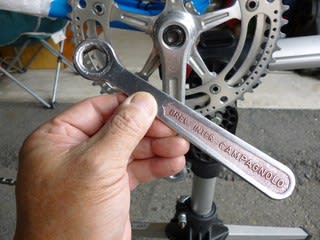 BREV. INTER. CAMPAGNOLO